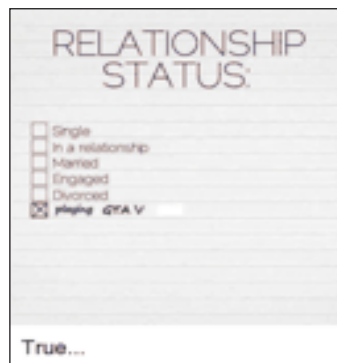 RELATIONSHIP
STATUS:
Single
In a relationship
Married
Engaged
Divorced
playing GTA V
True...